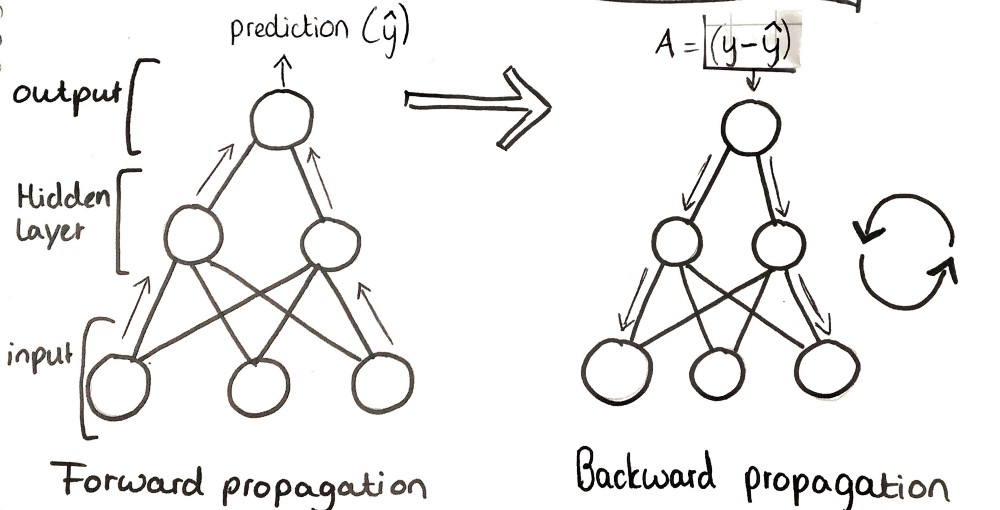 prediction (ŷ)
output
Hidden
Layer
input
Forward propagation
A = (y-ŷ)
Backward propagation